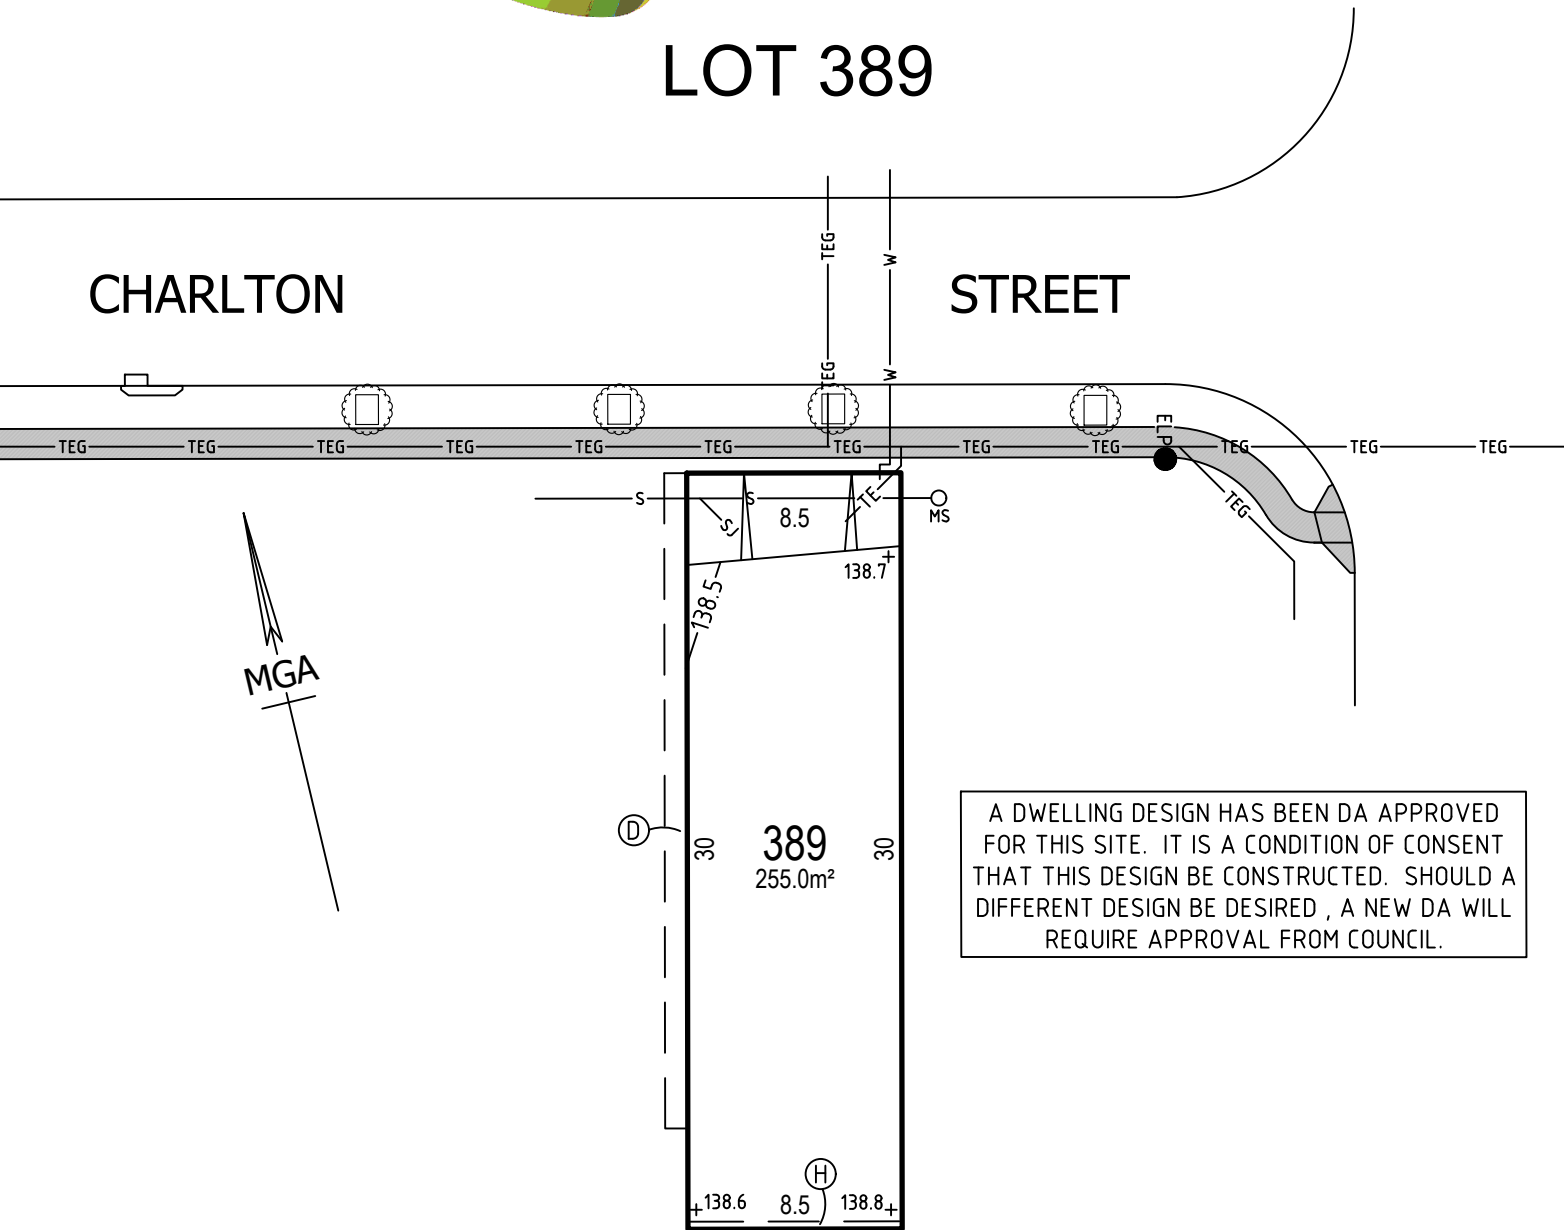 LOT 389
TEG
W
CHARLTON STREET
TEG
W
ELP
TEG TEG TEG TEG TEG TEG TEG TEG TEG TEG TEG TEG
S S TE MS
SJ 8.5
TEG
138.5
138.7
MGA
D
30 389 30
255.0m²
A DWELLING DESIGN HAS BEEN DA APPROVED
FOR THIS SITE. IT IS A CONDITION OF CONSENT
THAT THIS DESIGN BE CONSTRUCTED. SHOULD A
DIFFERENT DESIGN BE DESIRED , A NEW DA WILL
REQUIRE APPROVAL FROM COUNCIL.
H
138.6 8.5 138.8